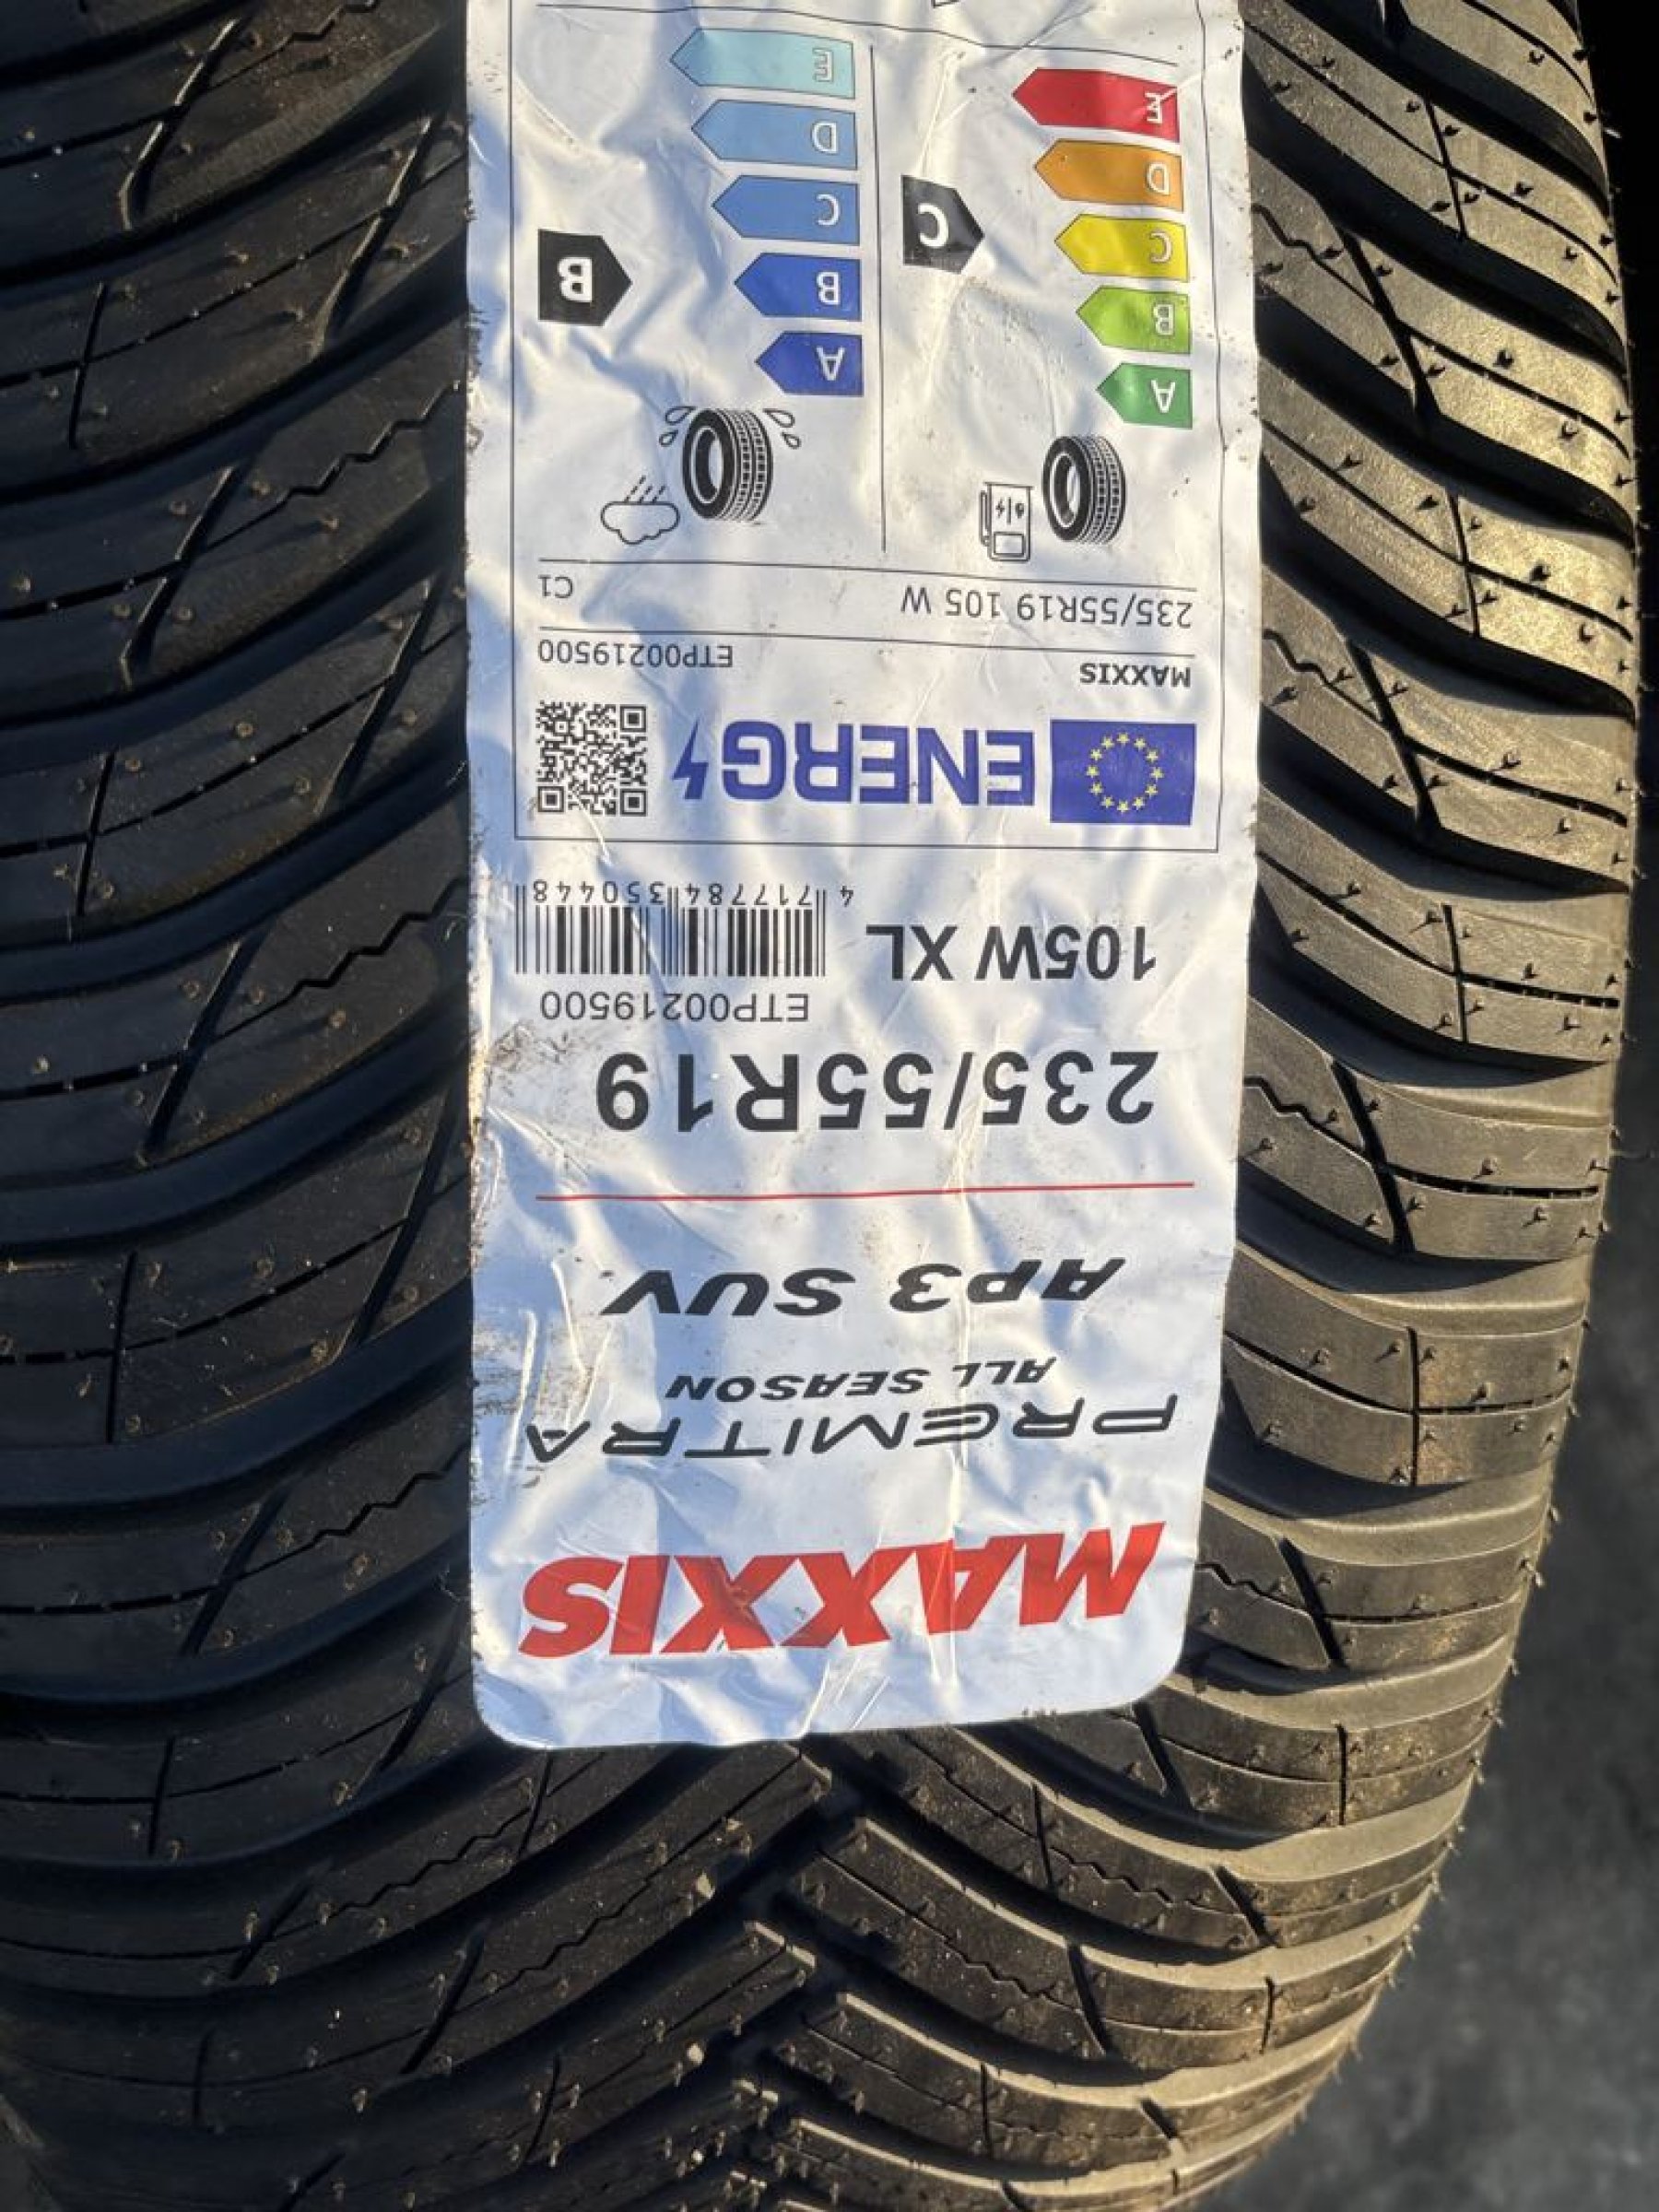 MAXXIS
PREMITRA
ALL SEASON
AP3 SUV
235/55R19
ETP00219500
105W XL
4 717784 350448
ENERG
MAXXIS
ETP00219500
235/55R19 105 W
C1
A
B
C
D
E
C
A
B
C
D
E
B